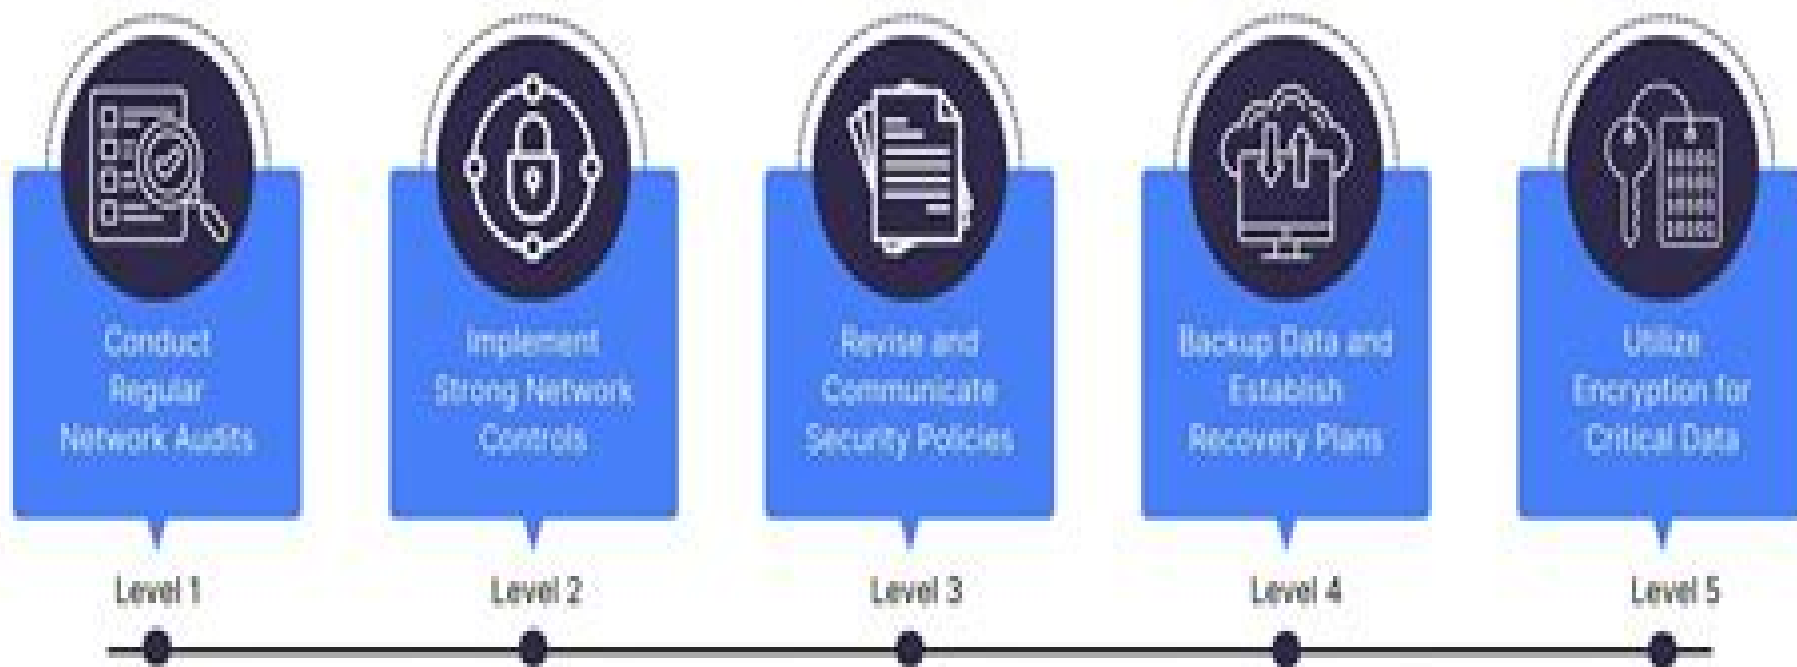 Conduct
Regular
Network Audits
Implement
Strong Network
Controls
Revise and
Communicate
Security Policies
Backup Data and
Establish
Recovery Plans
Utilize
Encryption for
Critical Data
Level 1
Level 2
Level 3
Level 4
Level 5